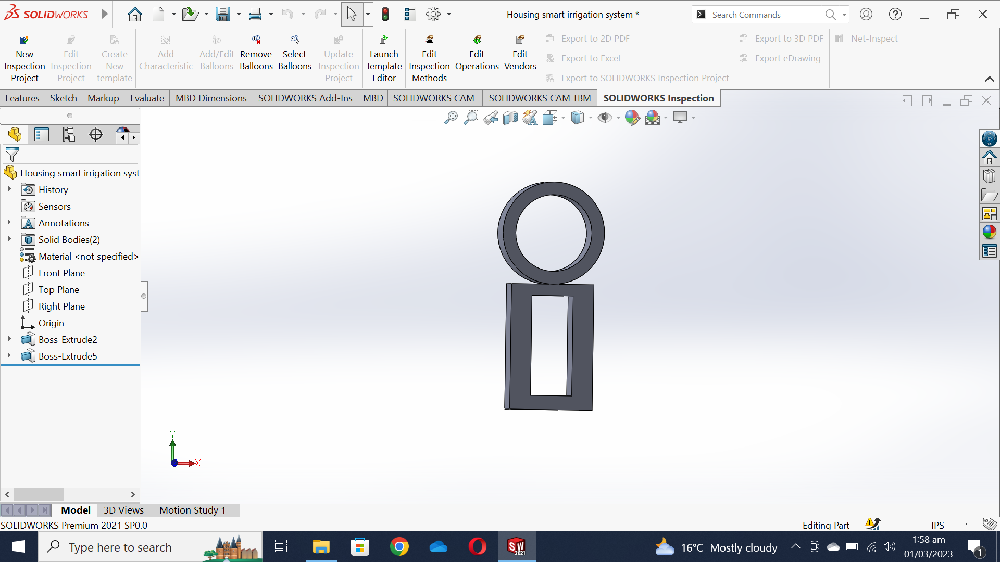 SOLIDWORKS
Housing smart irrigation system *
Search Commands
New Inspection Project
Edit Inspection Project
Create New template
Add Characteristic
Add/Edit Balloons
Remove Balloons
Select Balloons
Update Inspection Project
Launch Template Editor
Edit Inspection Methods
Edit Operations
Edit Vendors
Export to 2D PDF
Export to Excel
Export to SOLIDWORKS Inspection Project
Export to 3D PDF
Export eDrawing
Net-Inspect
Features
Sketch
Markup
Evaluate
MBD Dimensions
SOLIDWORKS Add-Ins
MBD
SOLIDWORKS CAM
SOLIDWORKS CAM TBM
SOLIDWORKS Inspection
Housing smart irrigation syst
History
Sensors
Annotations
Solid Bodies(2)
Material <not specified>
Front Plane
Top Plane
Right Plane
Origin
Boss-Extrude2
Boss-Extrude5
Y
X
Model
3D Views
Motion Study 1
SOLIDWORKS Premium 2021 SP0.0
Editing Part
IPS
Type here to search
SW
2021
16°C Mostly cloudy
1:58 am
01/03/2023
1